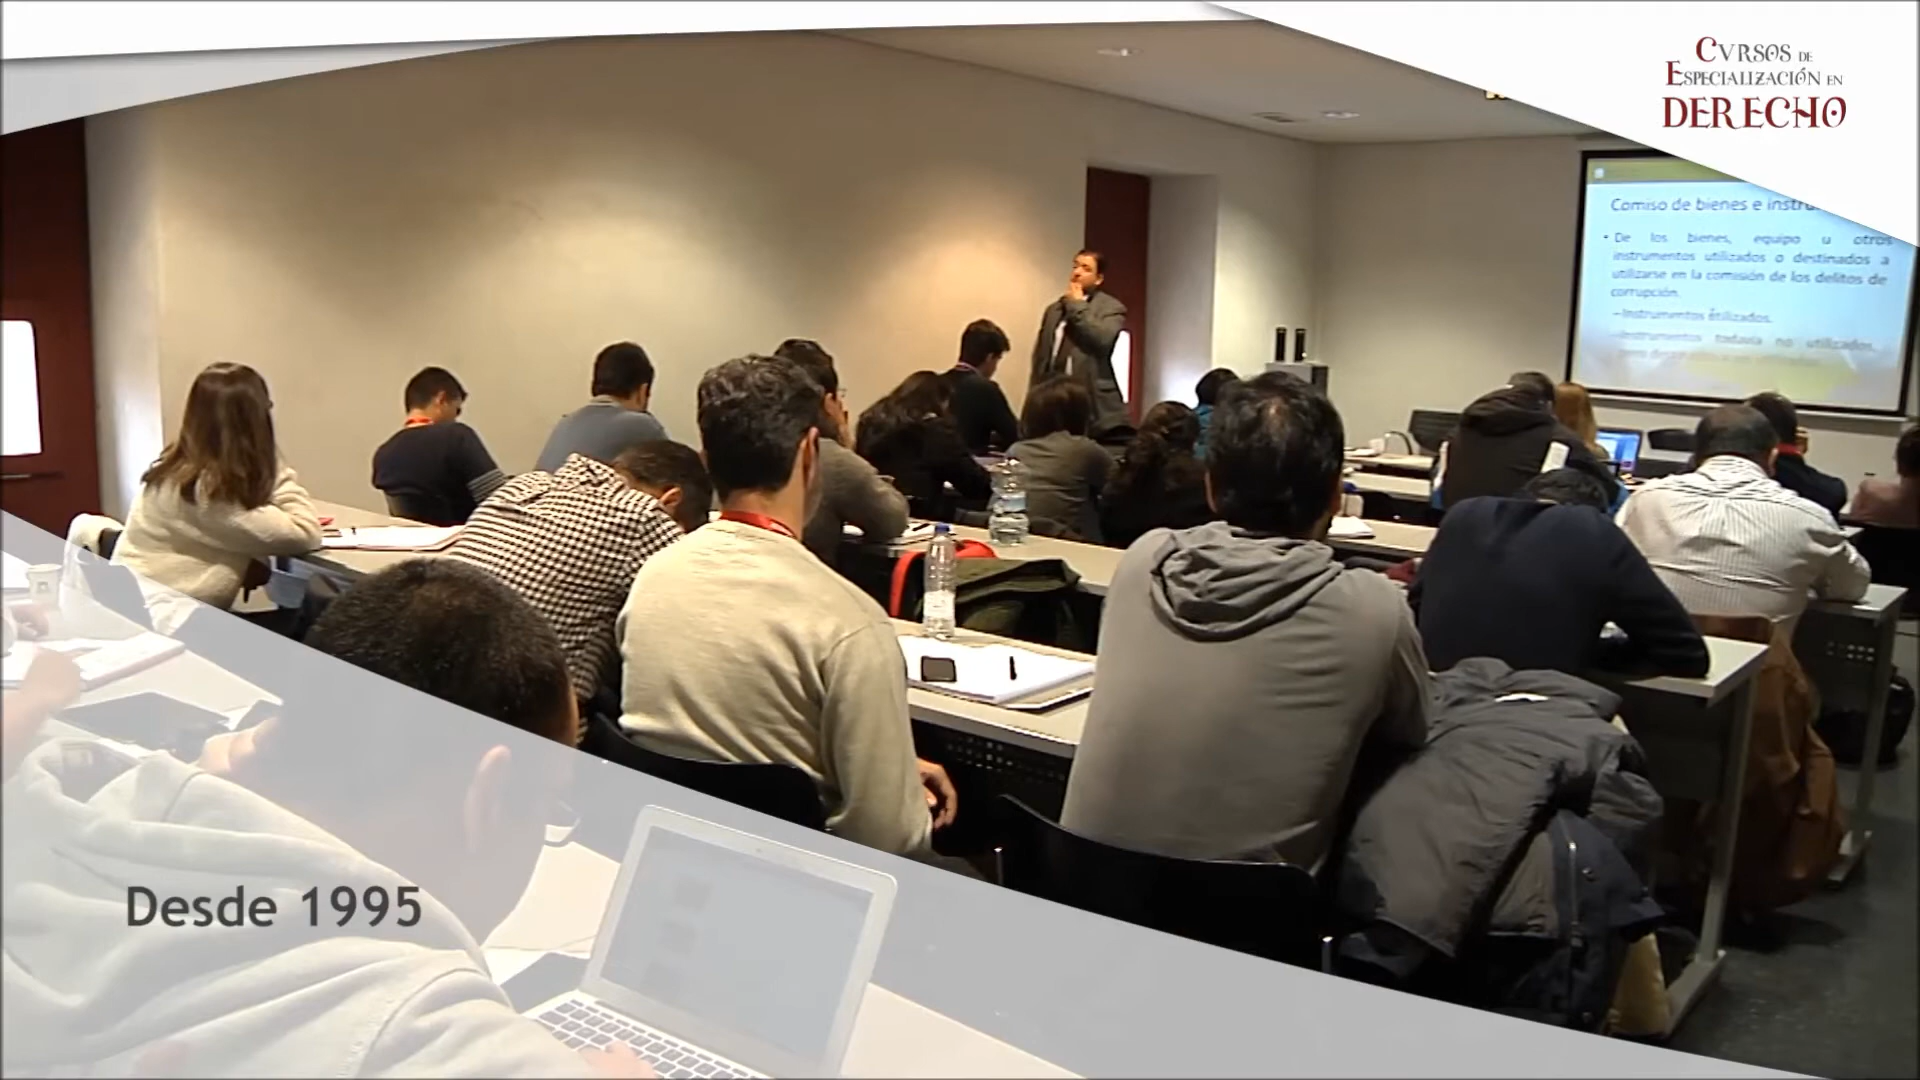 CVRSOS DE
ESPECIALIZACIÓN EN
DERECHO
Comiso de bienes e instru
• De los bienes, equipo u otros
instrumentos utilizados o destinados a
utilizarse en la comisión de los delitos de
corrupción.
–Instrumentos utilizados.
–Instrumentos todavía no utilizados,
Desde 1995